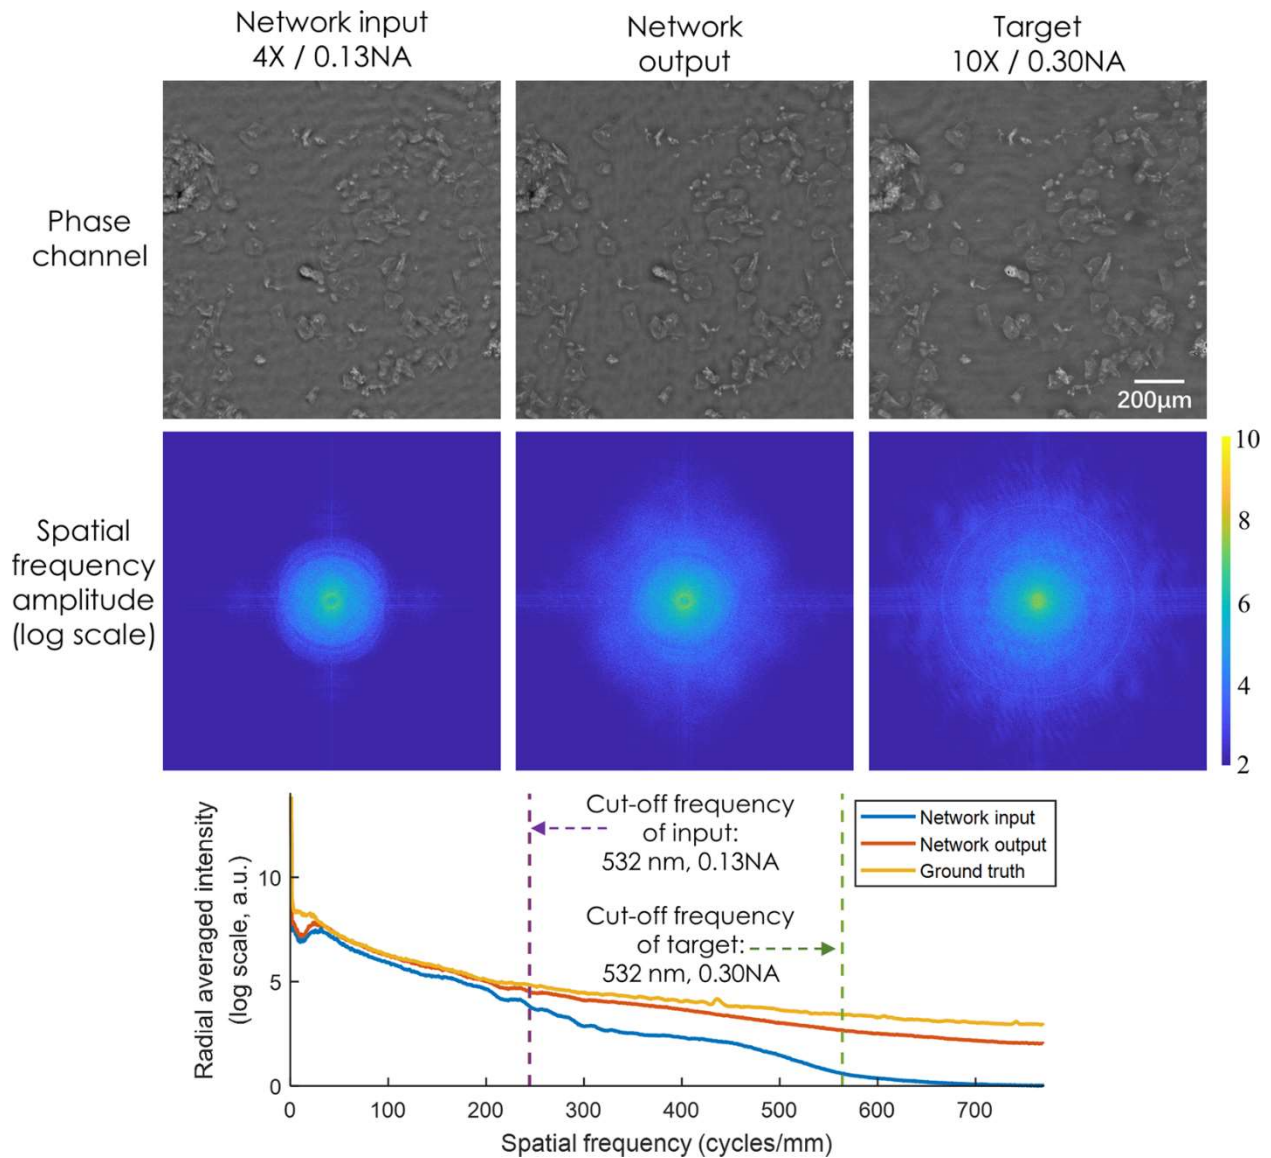 Network input
4X / 0.13NA
Network
output
Target
10X / 0.30NA
Phase
channel
200μm
Spatial
frequency
amplitude
(log scale)
10
8
6
4
2
Radial averaged intensity
(log scale, a.u.)
10
5
0
Cut-off frequency
of input:
532 nm, 0.13NA
Cut-off frequency
of target:
532 nm, 0.30NA
Network input
Network output
Ground truth
0 100 200 300 400 500 600 700
Spatial frequency (cycles/mm)